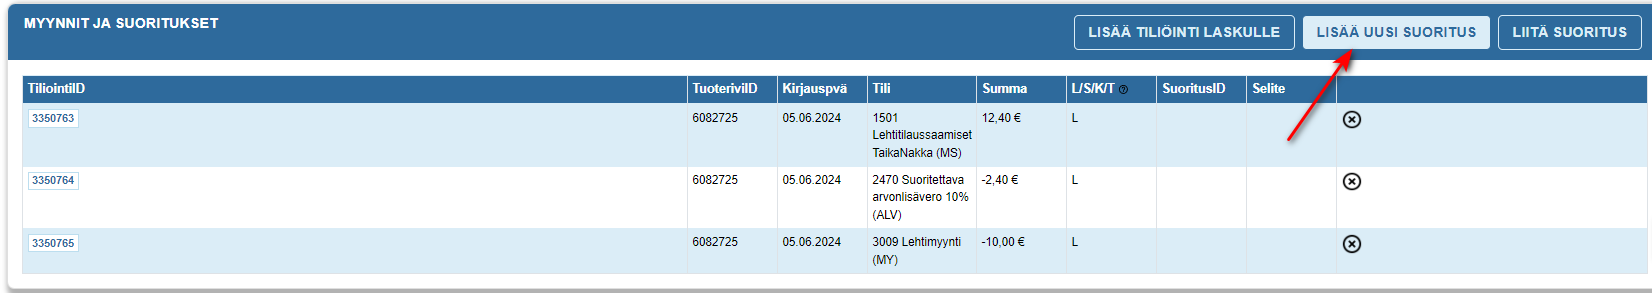 MYYNNIT JA SUORITUKSET
LISÄÄ TILIÖINTI LASKULLE
LISÄÄ UUSI SUORITUS
LIITÄ SUORITUS
TiliointiID TuoteriviID Kirjauspvä Tili Summa L/S/K/T SuoritusID Selite
3350763 6082725 05.06.2024 1501 12,40 € L
Lehtitilaussaamiset
TaikaNakka (MS)
3350764 6082725 05.06.2024 2470 Suoritettava -2,40 € L
arvonlisävero 10%
(ALV)
3350765 6082725 05.06.2024 3009 Lehtimyynti -10,00 € L
(MY)